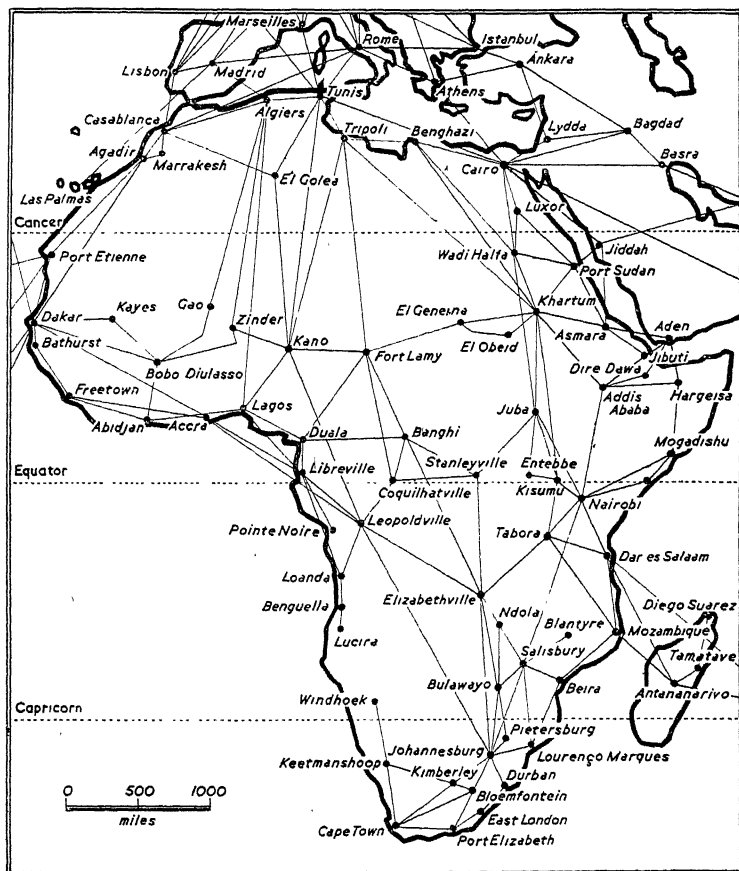 Marseilles
Rome
Istanbul
Lisbon
Madrid
Ankara
Tunis
Athens
Algiers
Casablanca
Tripoli
Benghazi
Lydda
Bagdad
Agadir
Marrakesh
Cairo
Basra
El Golea
Las Palmas
Luxor
Cancer
Port Etienne
Wadi Halfa
Jiddah
Port Sudan
Kayes
Gao
Zinder
El Geneina
Khartum
Dakar
Kano
Asmara
Aden
Bathurst
Fort Lamy
El Obeid
Jibuti
Bobo Diulasso
Dire Dawa
Freetown
Lagos
Juba
Addis
Ababa
Hargeisa
Abidjan
Accra
Duala
Banghi
Mogadishu
Equator
Libreville
Stanleyville
Entebbe
Coquilhatville
Kisumu
Nairobi
Pointe Noire
Leopoldville
Tabora
Dar es Salaam
Loanda
Benguella
Elizabethville
Ndola
Diego Suarez
Lucira
Blantyre
Mozambique
Salisbury
Tamatave
Windhoek
Bulawayo
Beira
Antananarivo
Capricorn
Pietersburg
Johannesburg
Lourenço Marques
Keetmanshoop
Kimberley
Durban
0 500 1000
miles
Bloemfontein
East London
Cape Town
Port Elizabeth